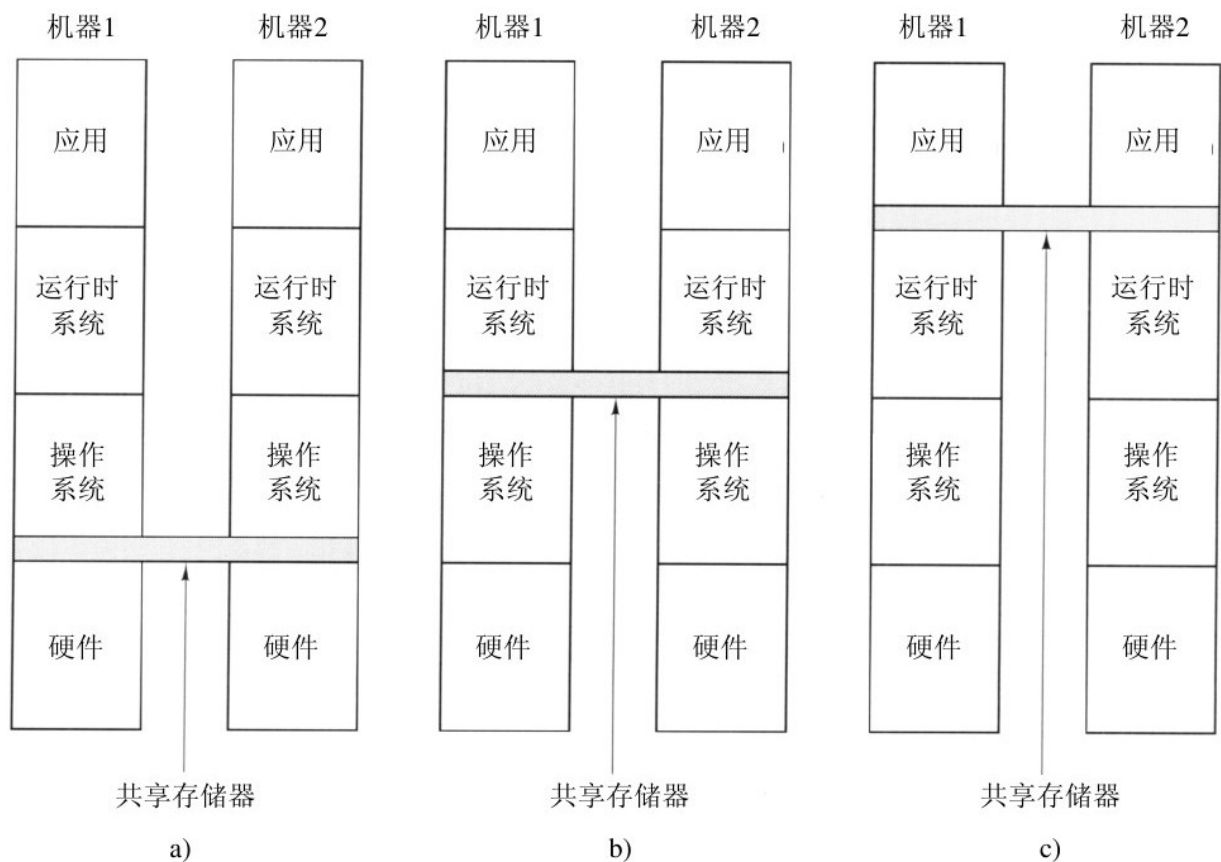 机器1
机器2
应用
应用
运行时
系统
运行时
系统
操作
系统
操作
系统
硬件
硬件
共享存储器
a)
机器1
机器2
应用
应用
运行时
系统
运行时
系统
操作
系统
操作
系统
硬件
硬件
共享存储器
b)
机器1
机器2
应用
应用
运行时
系统
运行时
系统
操作
系统
操作
系统
硬件
硬件
共享存储器
c)